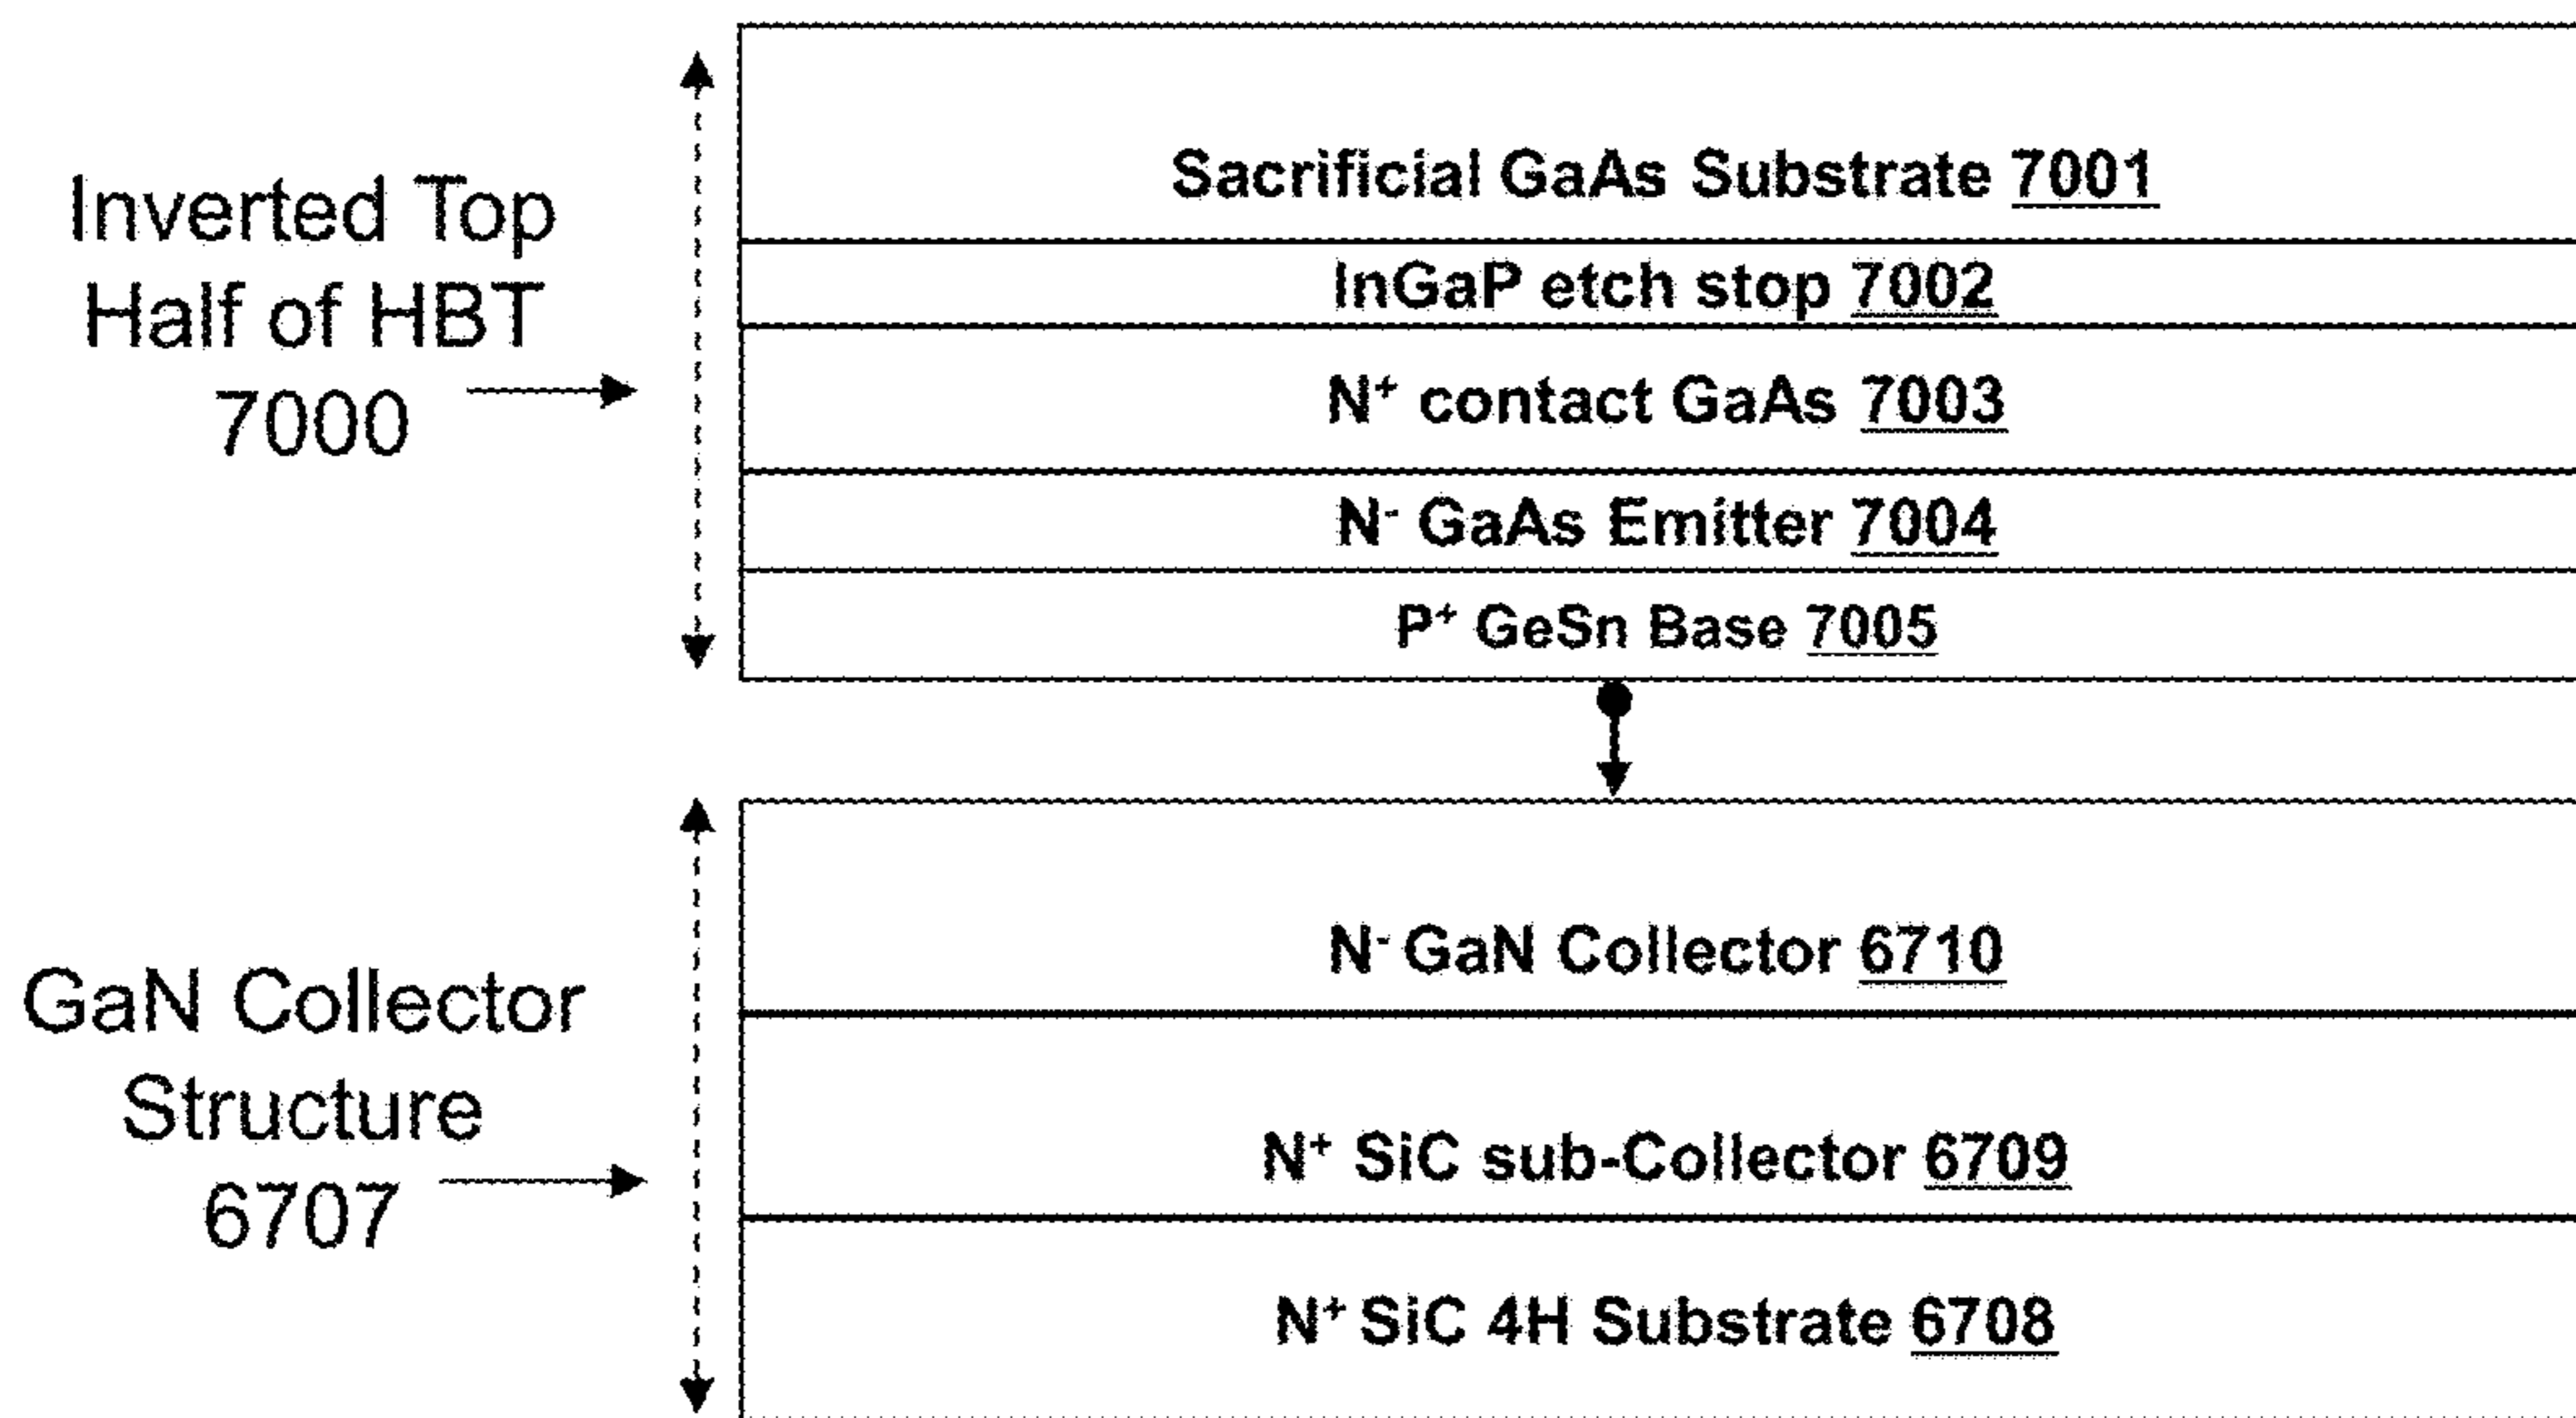 Inverted Top
Half of HBT
7000
Sacrificial GaAs Substrate 7001
InGaP etch stop 7002
N⁺ contact GaAs 7003
N⁻ GaAs Emitter 7004
P⁺ GeSn Base 7005
GaN Collector
Structure
6707
N⁻ GaN Collector 6710
N⁺ SiC sub-Collector 6709
N⁺ SiC 4H Substrate 6708